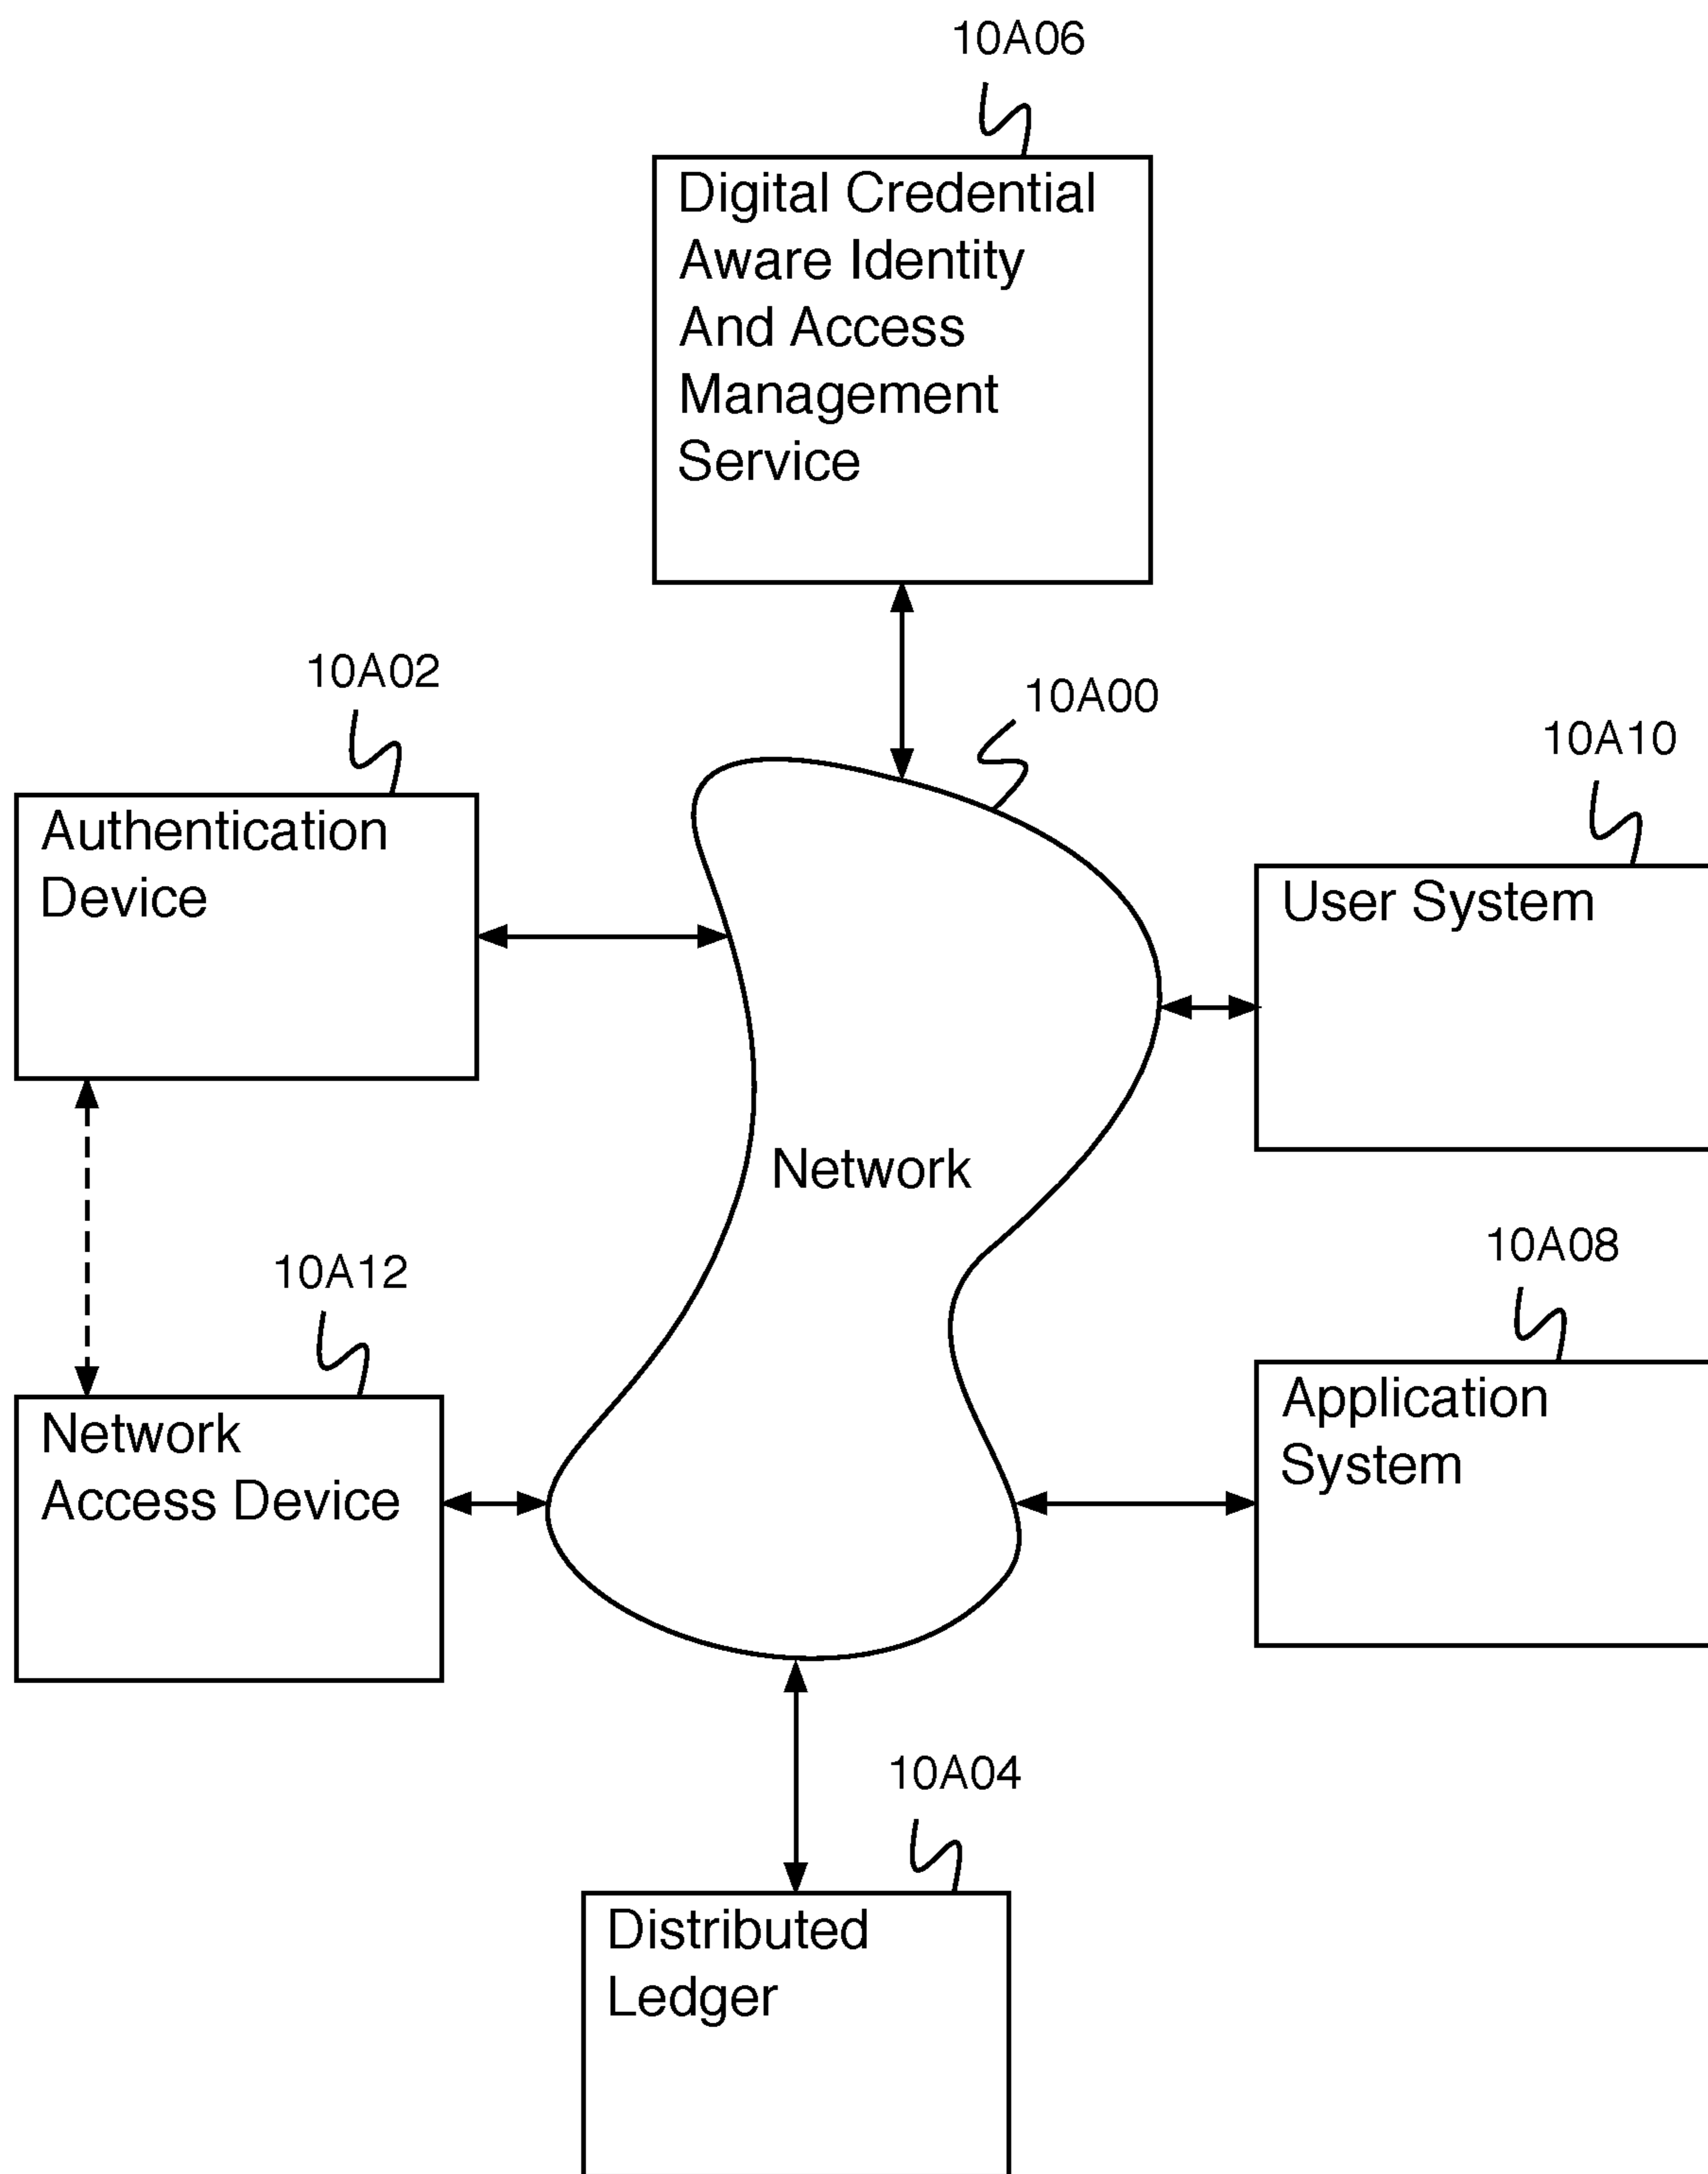 10A06
Digital Credential
Aware Identity
And Access
Management
Service
10A02
10A00
10A10
Authentication
Device
User System
Network
10A12
10A08
Network
Access Device
Application
System
10A04
Distributed
Ledger